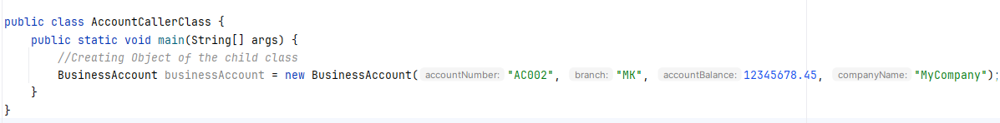 public class AccountCallerClass {
    public static void main(String[] args) {
        //Creating Object of the child class
        BusinessAccount businessAccount = new BusinessAccount( accountNumber: "AC002", branch: "MK", accountBalance: 12345678.45, companyName: "MyCompany");
    }
}